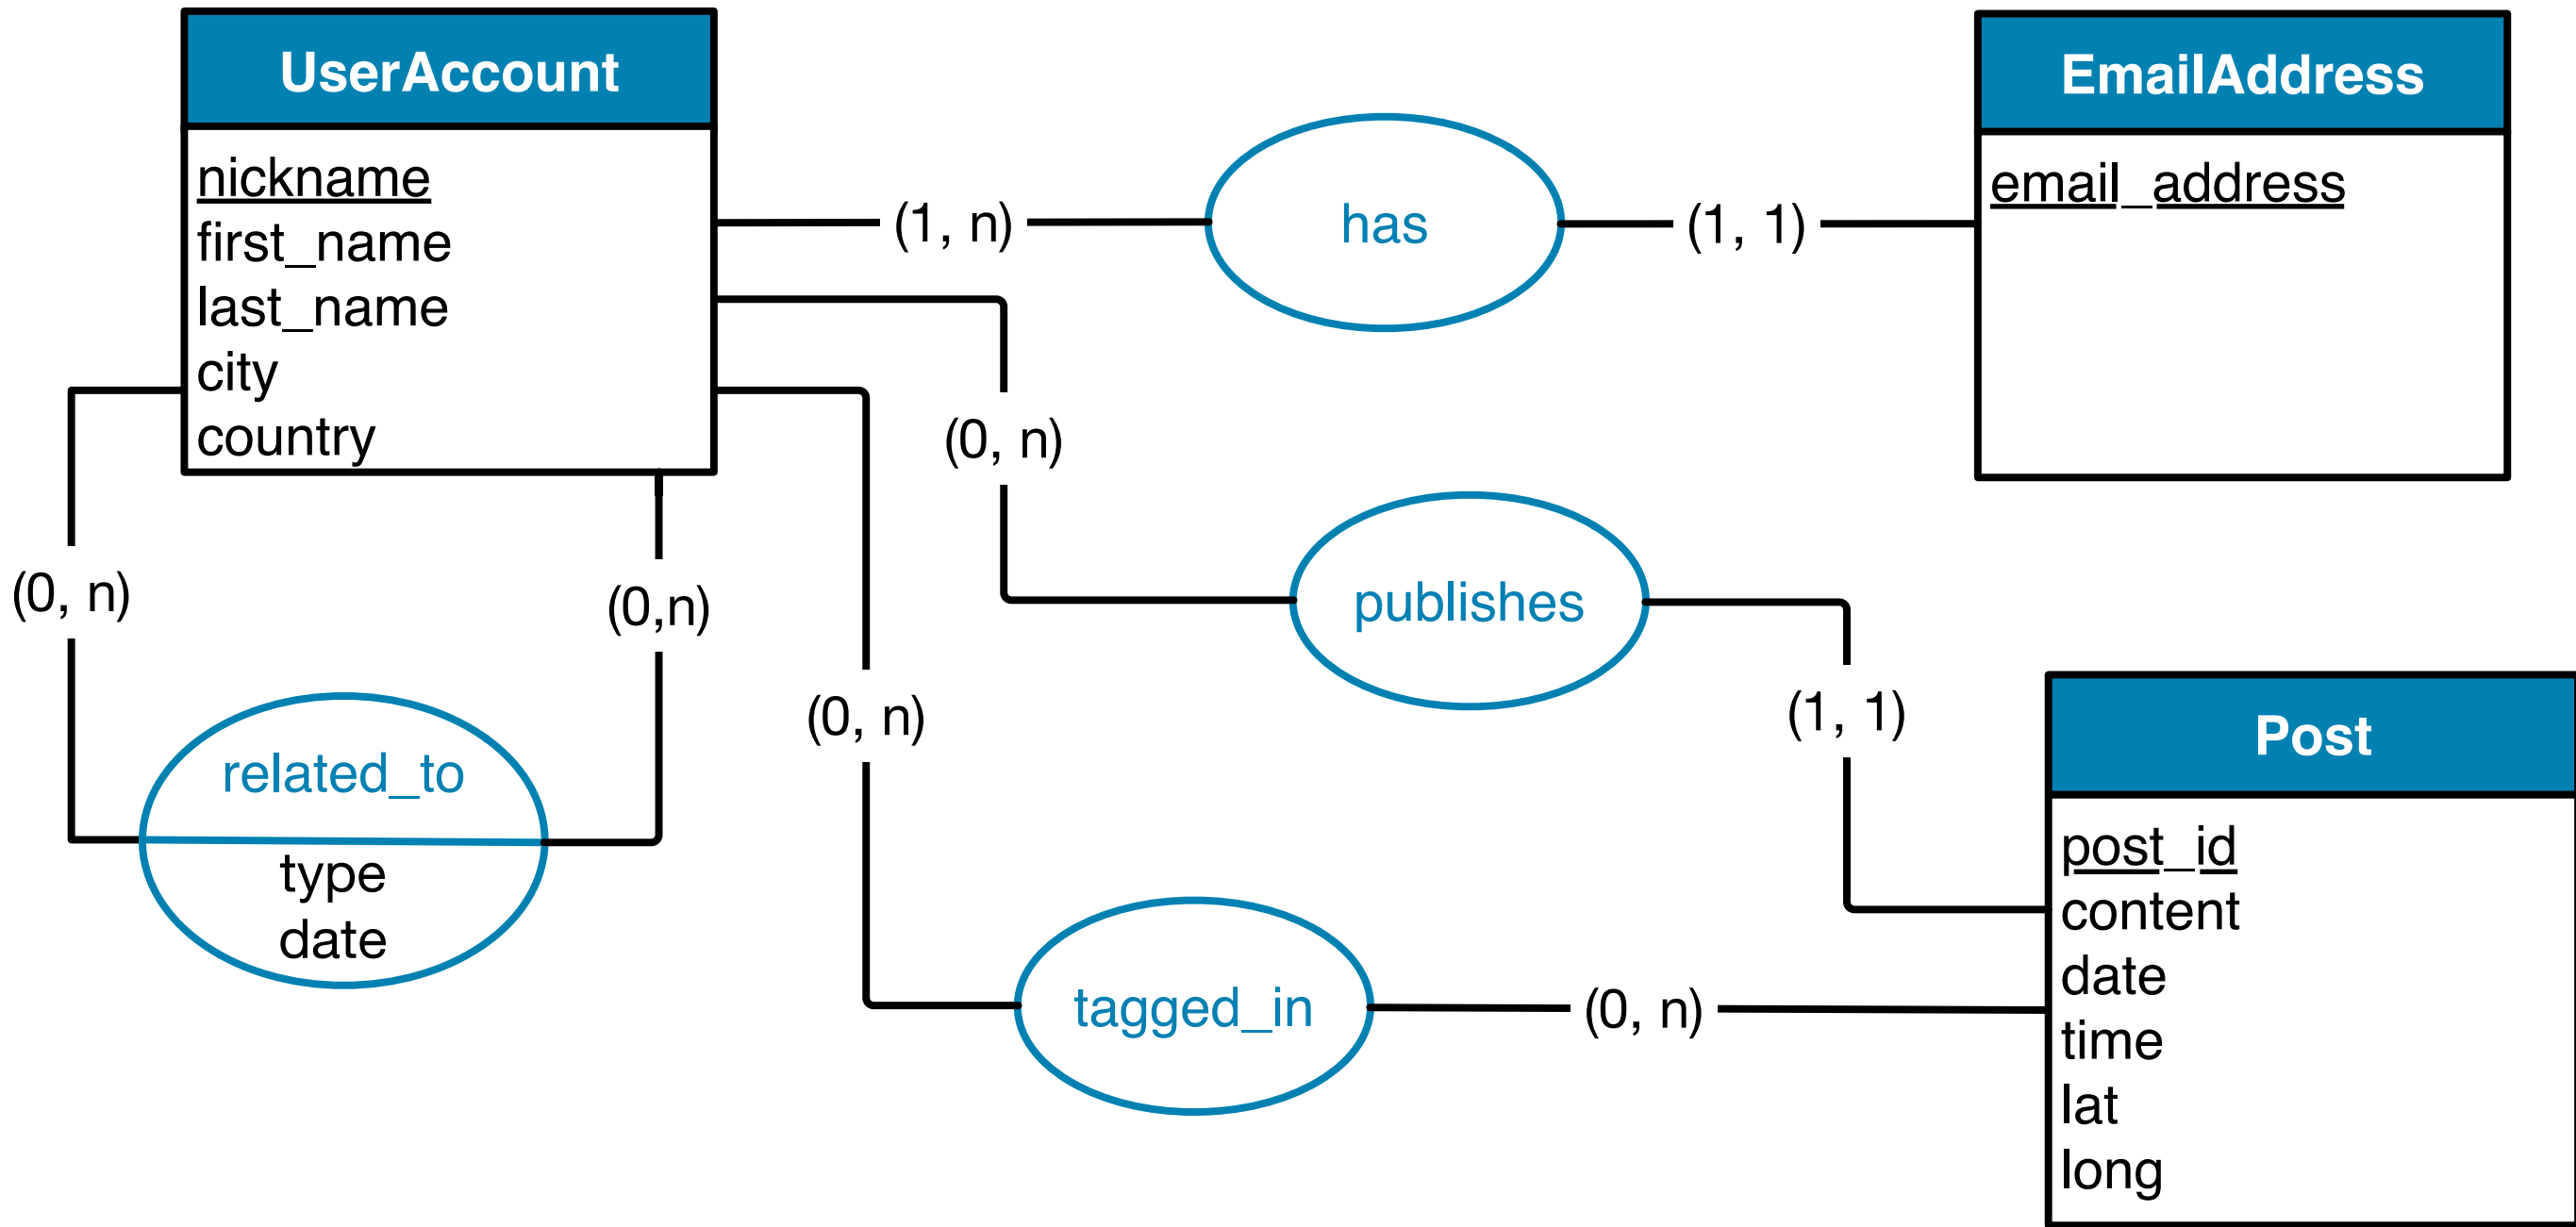 UserAccount
nickname
first_name
last_name
city
country
EmailAddress
email_address
(1, n)
has
(1, 1)
(0, n)
publishes
(1, 1)
(0, n)
(0,n)
related_to
type
date
(0, n)
tagged_in
(0, n)
Post
post_id
content
date
time
lat
long